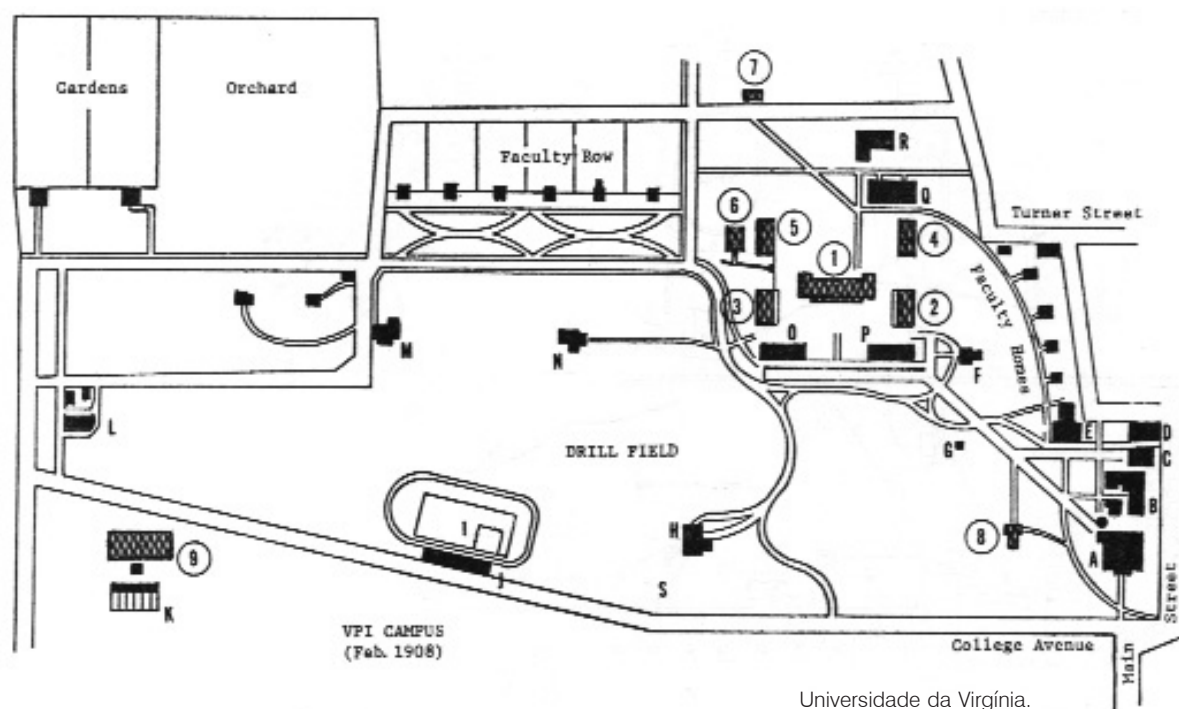 7
Gardens
Orchard
R
Faculty Row
Q
Turner Street
6
5
4
1
Faculty
Homes
3
2
O
P
M
N
F
L
DRILL FIELD
G
E
D
C
B
I
H
8
A
9
J
S
K
Street
VPI CAMPUS
(Feb. 1908)
College Avenue
Main
Universidade da Virgínia.